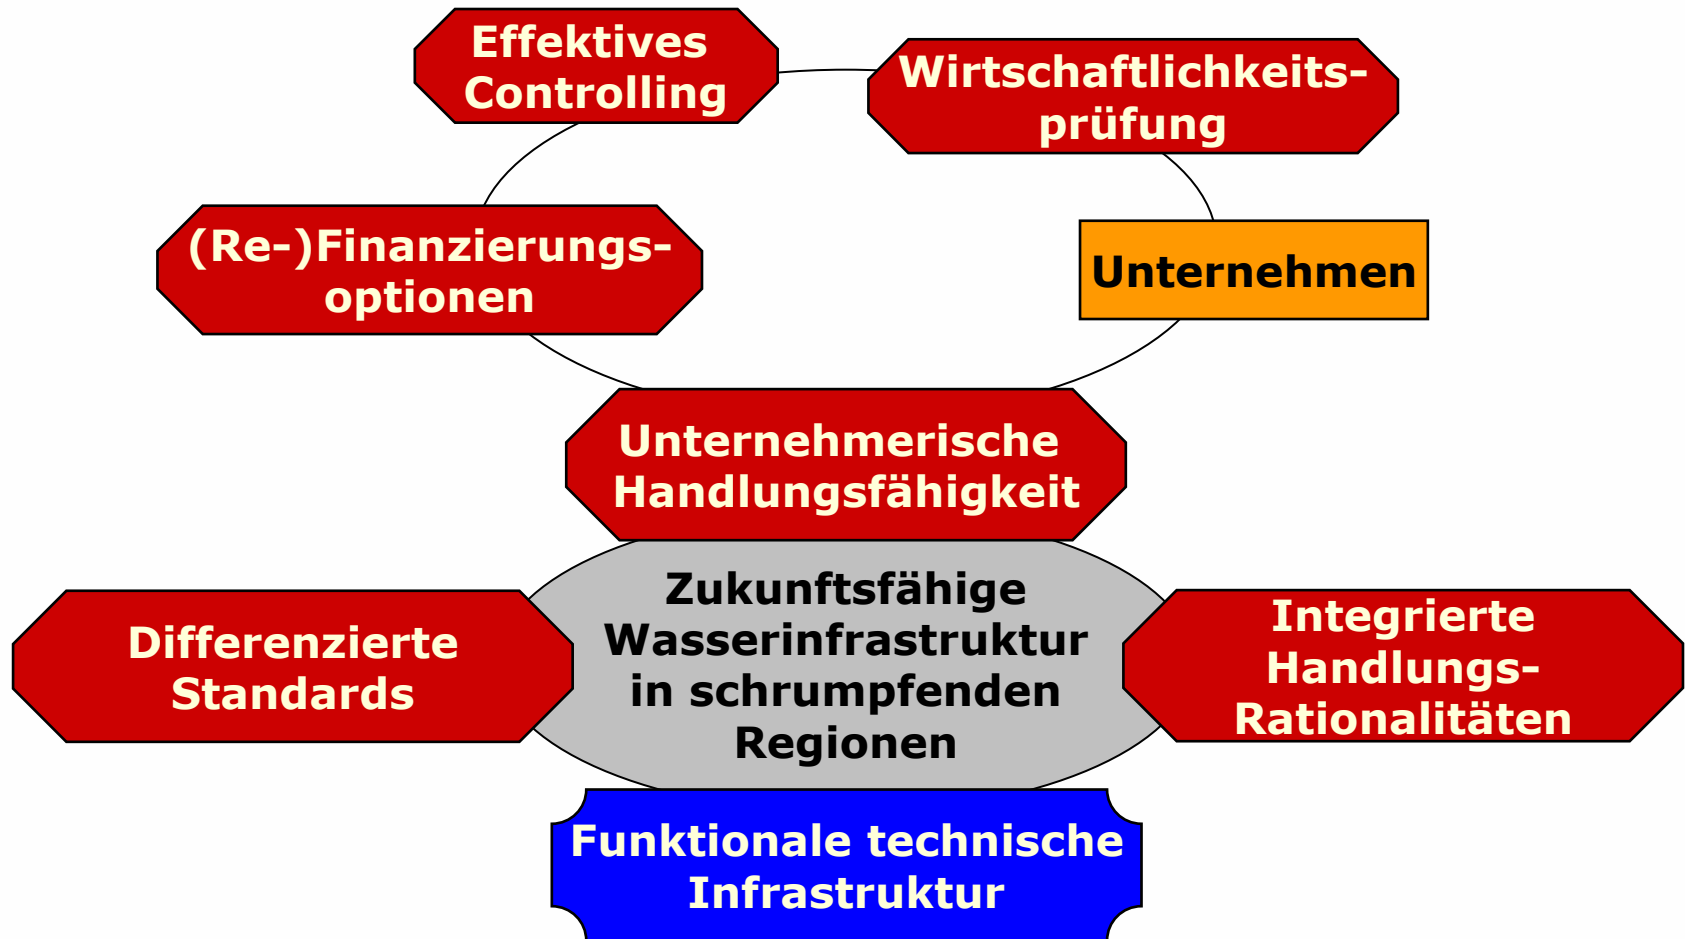 Effektives
Controlling
Wirtschaftlichkeits-
prüfung
(Re-)Finanzierungs-
optionen
Unternehmen
Unternehmerische
Handlungsfähigkeit
Zukunftsfähige
Wasserinfrastruktur
in schrumpfenden
Regionen
Differenzierte
Standards
Integrierte
Handlungs-
Rationalitäten
Funktionale technische
Infrastruktur